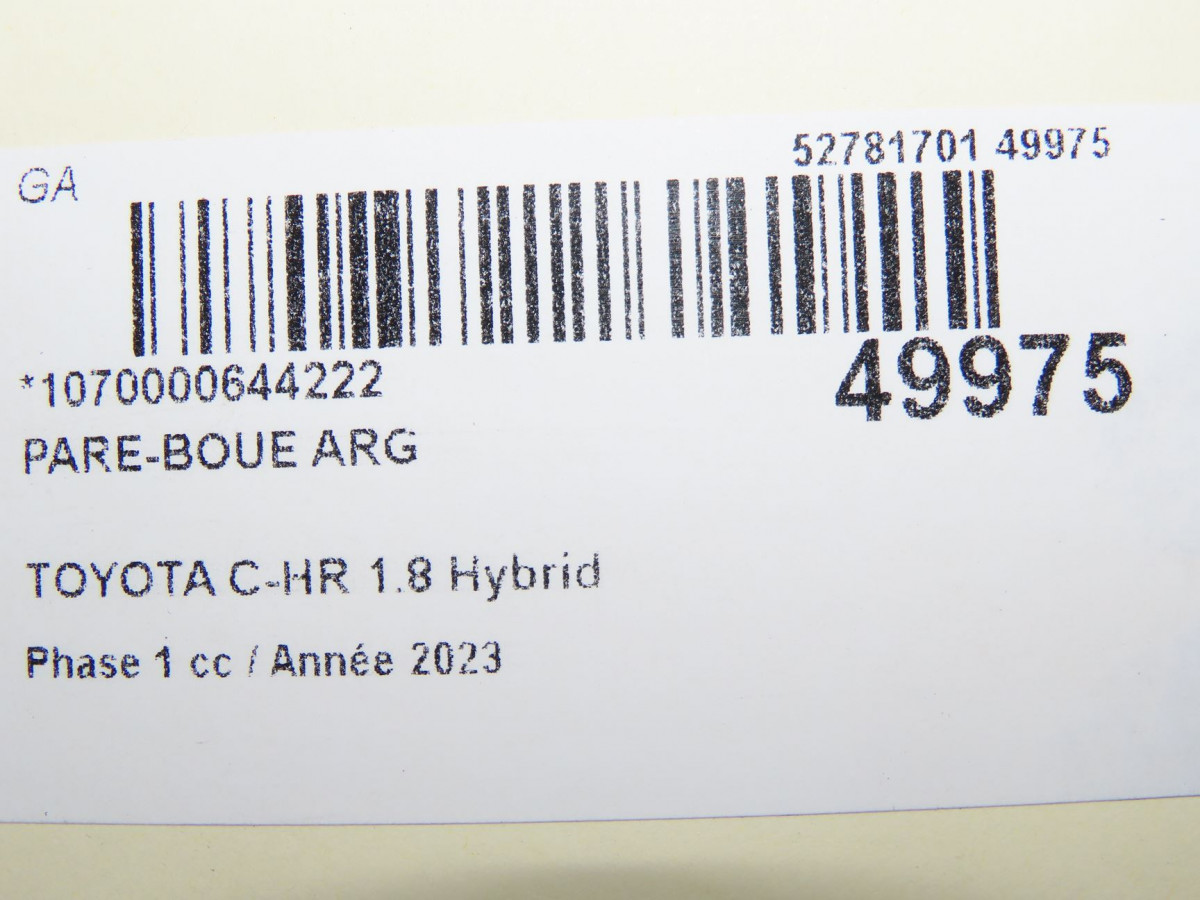 GA
52781701 49975
49975
*1070000644222
PARE-BOUE ARG
TOYOTA C-HR 1.8 Hybrid
Phase 1 cc / Année 2023